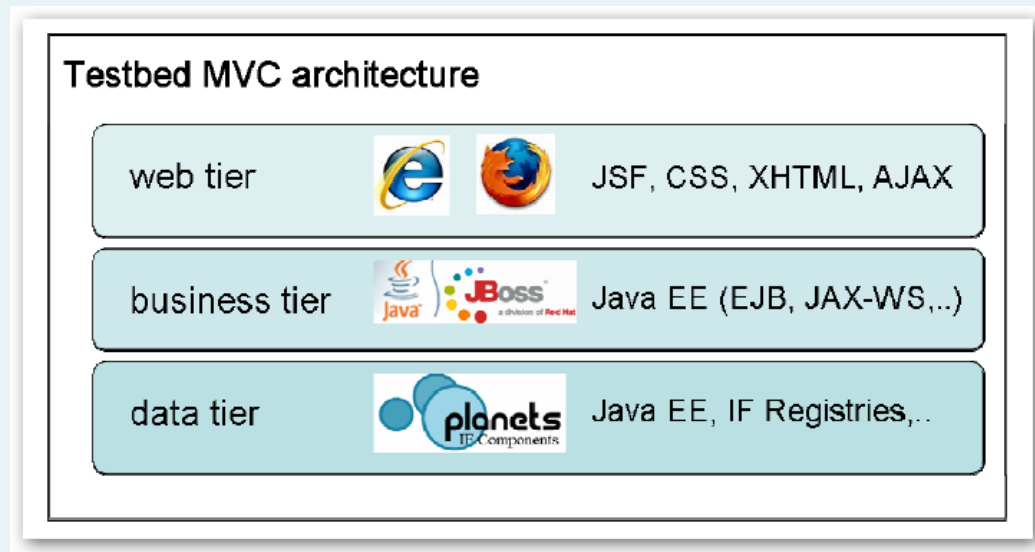 Testbed MVC architecture
web tier
JSF, CSS, XHTML, AJAX
business tier
Java
JBoss
a division of Red Hat
Java EE (EJB, JAX-WS,..)
data tier
planets
IF Components
Java EE, IF Registries,..